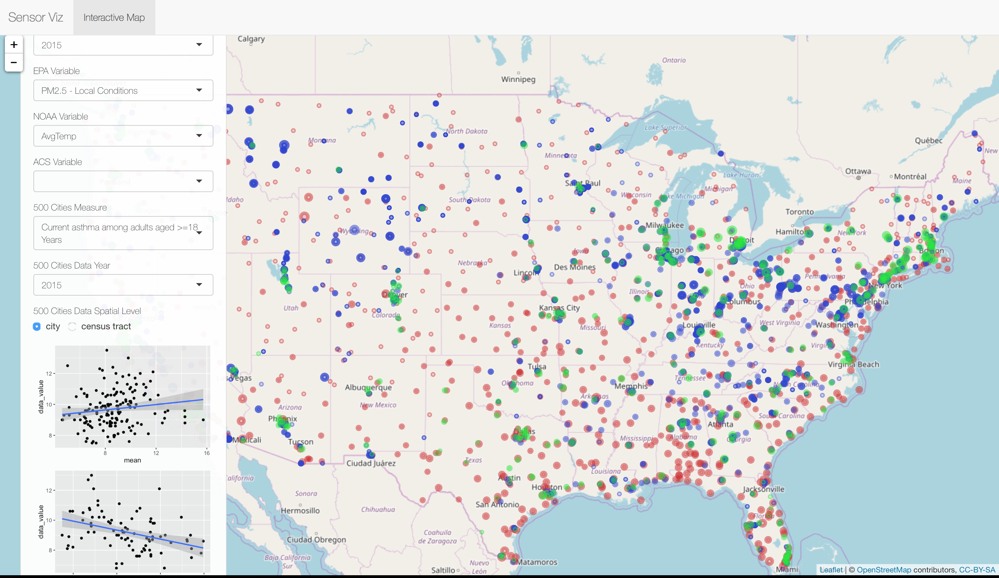 Sensor Viz
Interactive Map
+
−
2015
EPA Variable
PM2.5 - Local Conditions
NOAA Variable
AvgTemp
ACS Variable
500 Cities Measure
Current asthma among adults aged >=18
Years
500 Cities Data Year
2015
500 Cities Data Spatial Level
city
census tract
12
10
8
data_value
8
12
16
mean
12
10
8
data_value
Calgary
Ontario
Winnipeg
Lake Superior
North Dakota
Montana
Québec
Minnesota
New
Ottawa
Montréal
Lake Huron
Maine
Saint Paul
Michigan
Wisconsin
Lake Michigan
Idaho
South Dakota
Toronto
Milwaukee
Wyoming
Hamilton
New York
Detroit
Chicago
Iowa
Boston
Nebraska
Des Moines
Lincoln
Pennsylvania
New York
Ohio
Illinois
Denver
Columbus
Philadelphia
Utah
Kansas City
Colorado
Kansas
Missouri
Louisville
West Virginia
Washington
Kentucky
Virginia
Virginia Beach
Tulsa
Las Vegas
Tennessee
Oklahoma
Memphis
North Carolina
Albuquerque
Arkansas
New Mexico
Arizona
Phoenix
South Carolina
Atlanta
Dallas
Mexicali
Tucson
Mississippi
Alabama
Georgia
Texas
Ciudad Juárez
Louisiana
California
Austin
Houston
Jacksonville
Sonora
San Antonio
Hermosillo
Chihuahua
Florida
Coahuila
de Zaragoza
Ciudad Obregon
Baja California
Sur
Nuevo
León
Matamoros
Saltillo
Miami
Leaflet | © OpenStreetMap contributors, CC-BY-SA